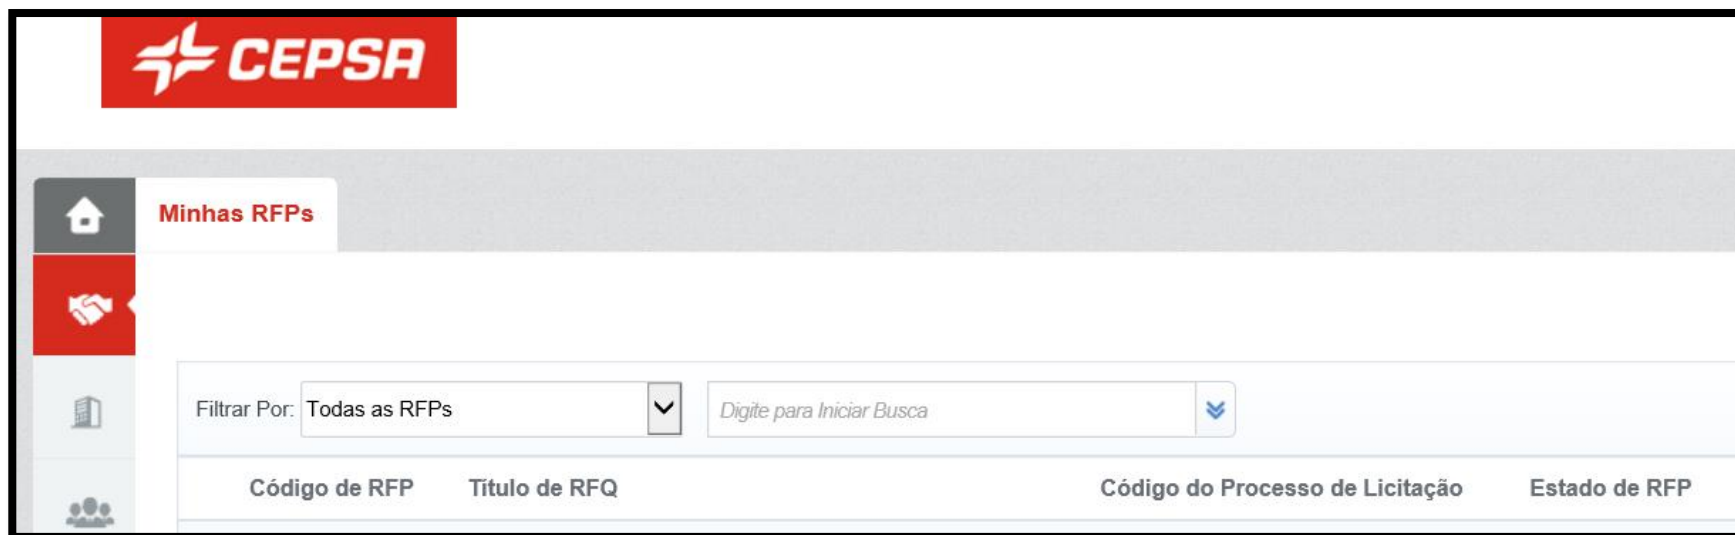 CEPSA
Minhas RFPs
Filtrar Por: Todas as RFPs Digite para Iniciar Busca
Código de RFP Título de RFQ Código do Processo de Licitação Estado de RFP